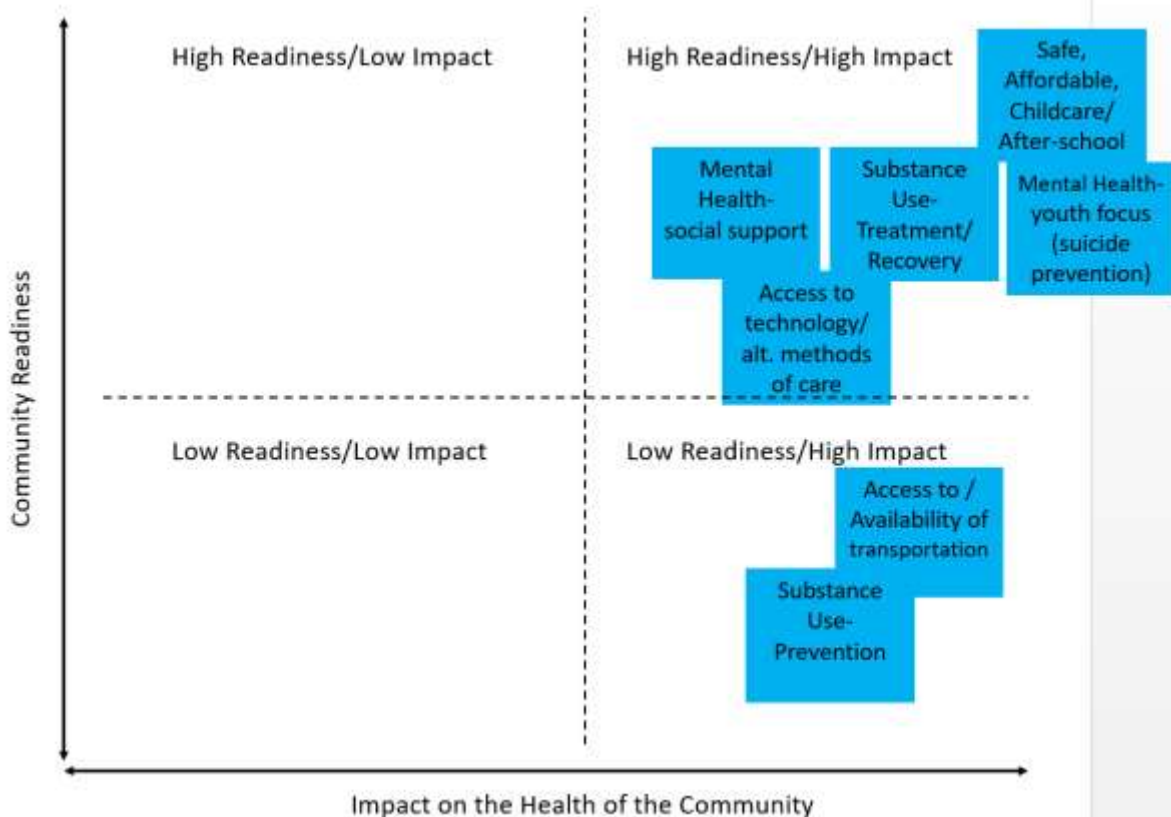 High Readiness/Low Impact
High Readiness/High Impact
Safe,
Affordable,
Childcare/
After-school
Mental
Health-
social support
Substance
Use-
Treatment/
Recovery
Mental Health-
youth focus
(suicide
prevention)
Access to
technology/
alt. methods
of care
Community Readiness
Low Readiness/Low Impact
Low Readiness/High Impact
Access to /
Availability of
transportation
Substance
Use-
Prevention
Impact on the Health of the Community